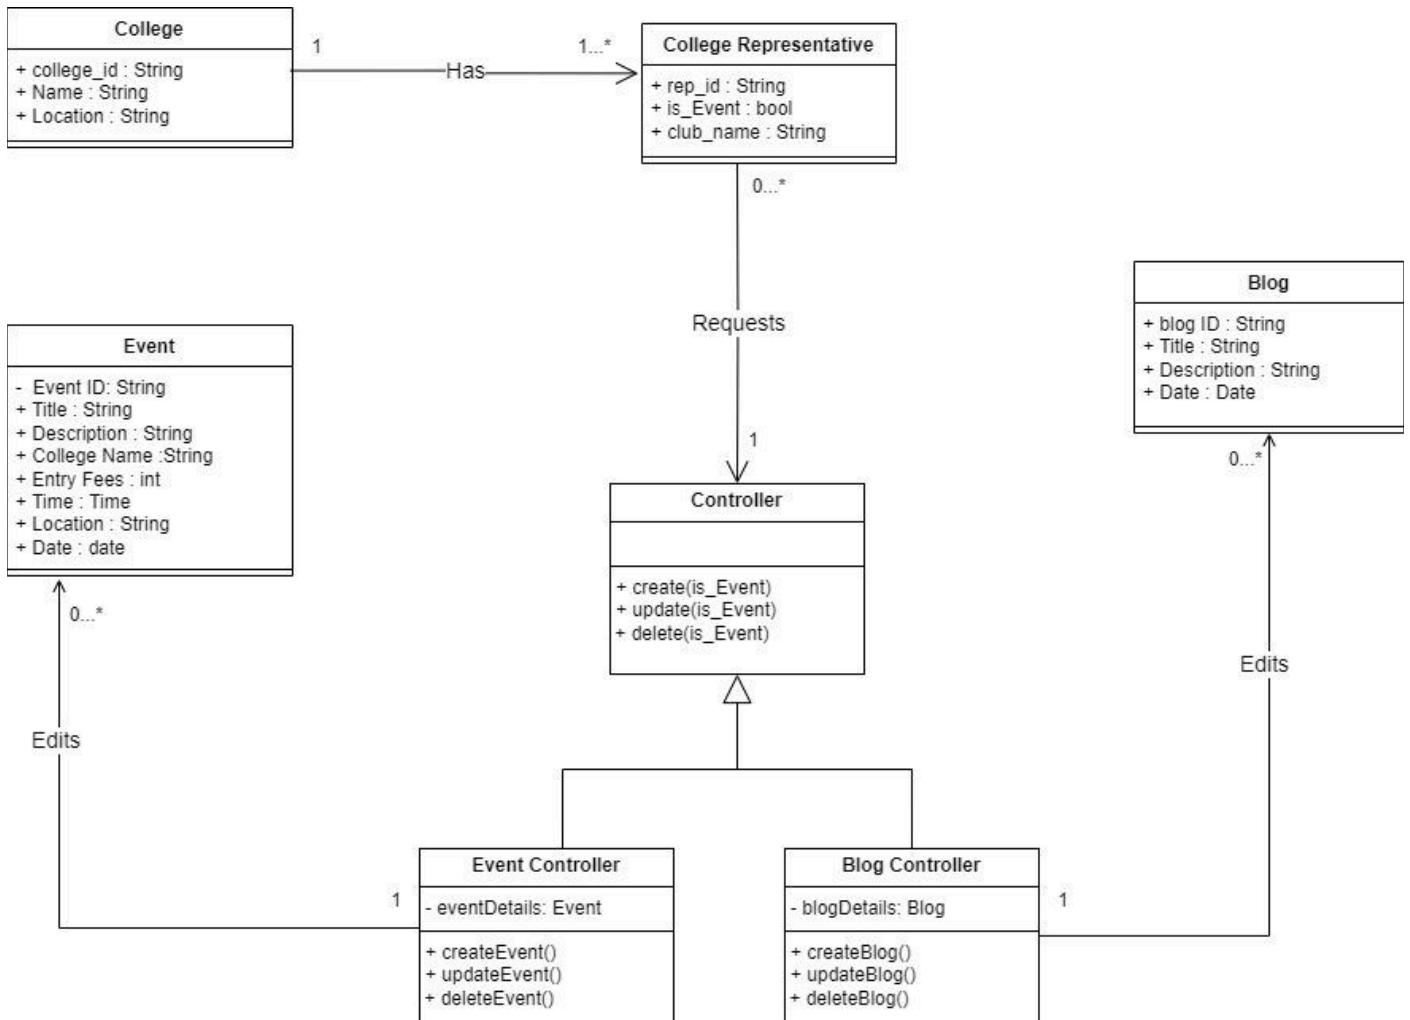 College
+ college_id : String
+ Name : String
+ Location : String
1
Has
1...*
College Representative
+ rep_id : String
+ is_Event : bool
+ club_name : String
0...*
Requests
1
Blog
+ blog ID : String
+ Title : String
+ Description : String
+ Date : Date
0...*
Edits
Event
- Event ID: String
+ Title : String
+ Description : String
+ College Name :String
+ Entry Fees : int
+ Time : Time
+ Location : String
+ Date : date
0...*
Edits
Controller
+ create(is_Event)
+ update(is_Event)
+ delete(is_Event)
1
Event Controller
- eventDetails: Event
+ createEvent()
+ updateEvent()
+ deleteEvent()
Blog Controller
- blogDetails: Blog
+ createBlog()
+ updateBlog()
+ deleteBlog()
1